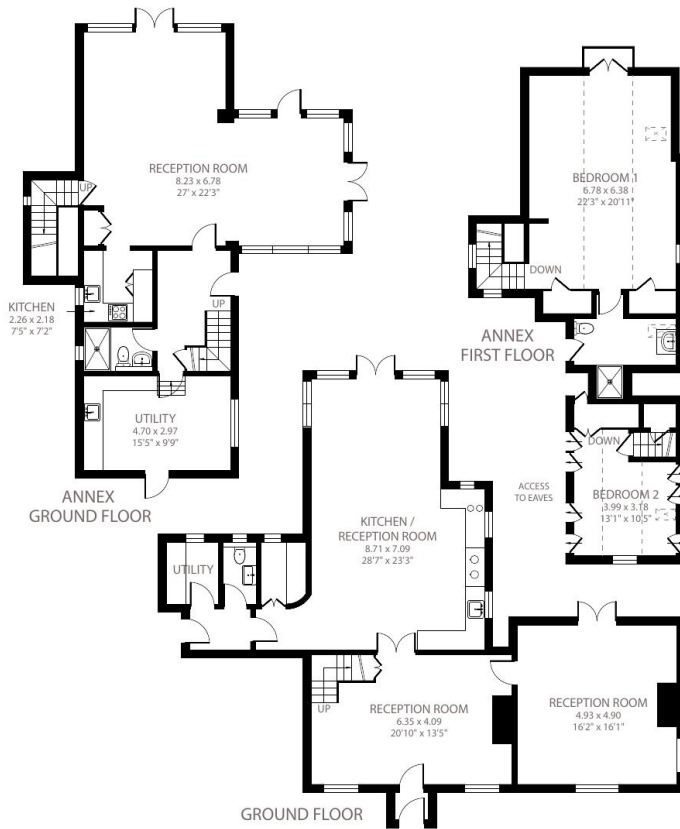 RECEPTION ROOM
8.23 x 6.78
27' x 22'3"
UP
KITCHEN
2.26 x 2.18
7'5" x 7'2"
UP
UTILITY
4.70 x 2.97
15'5" x 9'9"
ANNEX
GROUND FLOOR
BEDROOM 1
6.78 x 6.38
22'3" x 20'11"
DOWN
ANNEX
FIRST FLOOR
DOWN
ACCESS
TO EAVES
BEDROOM 2
3.99 x 3.18
13'1" x 10'5"
KITCHEN /
RECEPTION ROOM
8.71 x 7.09
28'7" x 23'3"
UTILITY
UP
RECEPTION ROOM
6.35 x 4.09
20'10" x 13'5"
RECEPTION ROOM
4.93 x 4.90
16'2" x 16'1"
GROUND FLOOR